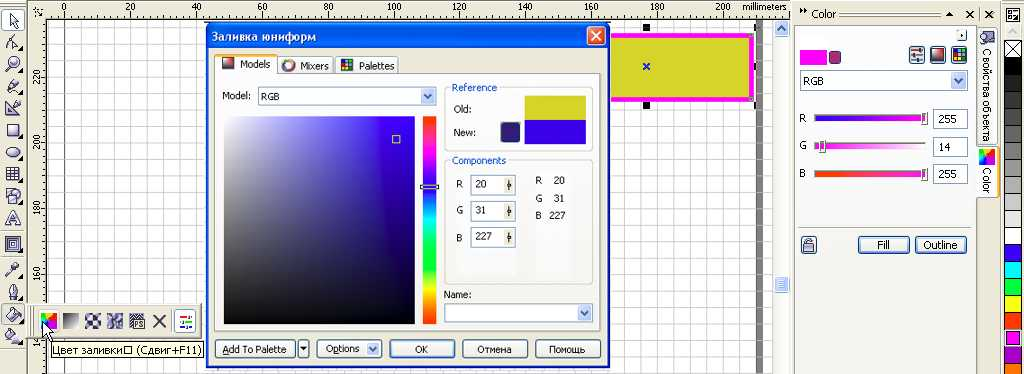 0 20 40 60 80 100 120 140 160 180 200 millimeters
Color
Заливка юниформ
Models Mixers Palettes
Model: RGB
Reference
Old:
New:
Components
R 20 R 20
G 31 G 31
B 227 B 227
Name:
Add To Palette Options OK Отмена Помощь
RGB
R 255
G 14
B 255
Fill Outline
Свойства объекта
Color
220
200
180
160
PS
Цвет заливки (Сдвиг+F11)